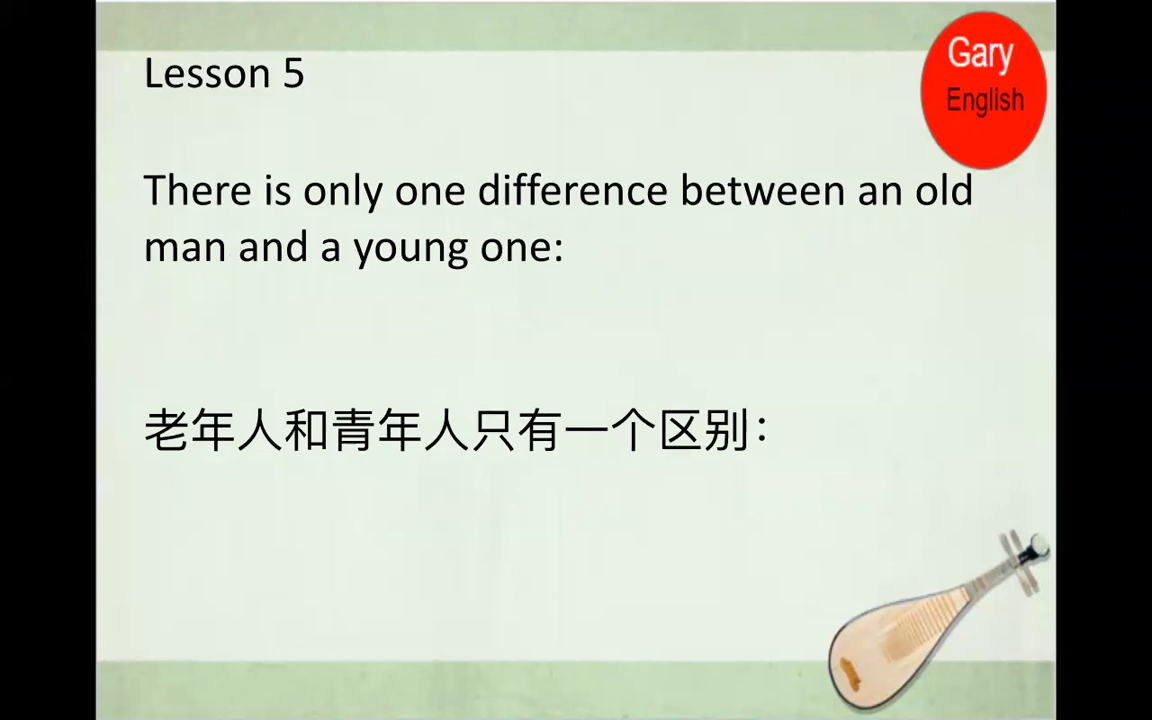 Lesson 5
Gary
English
There is only one difference between an old
man and a young one:
老年人和青年人只有一个区别：